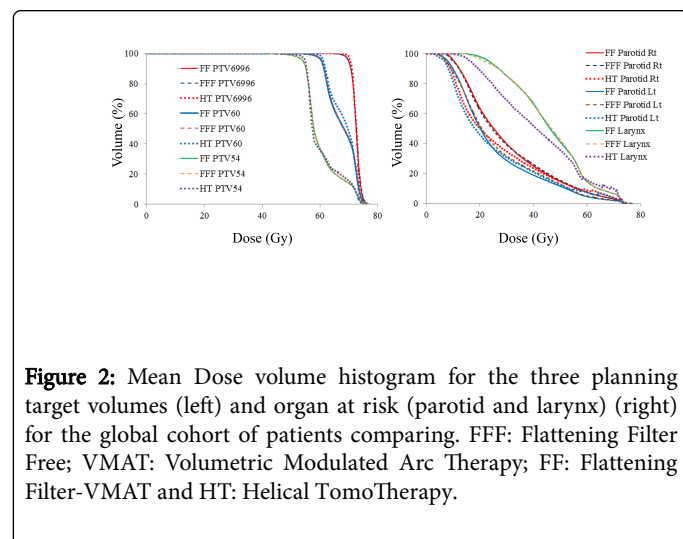 100
80
60
40
20
0
Volume (%)
0 20 40 60 80
Dose (Gy)
FF PTV6996
FFF PTV6996
HT PTV6996
FF PTV60
FFF PTV60
HT PTV60
FF PTV54
FFF PTV54
HT PTV54
100
80
60
40
20
0
Volume (%)
0 20 40 60 80
Dose (Gy)
FF Parotid Rt
FFF Parotid Rt
HT Parotid Rt
FF Parotid Lt
FFF Parotid Lt
HT Parotid Lt
FF Larynx
FFF Larynx
HT Larynx
Figure 2: Mean Dose volume histogram for the three planning
target volumes (left) and organ at risk (parotid and larynx) (right)
for the global cohort of patients comparing. FFF: Flattening Filter
Free; VMAT: Volumetric Modulated Arc Therapy; FF: Flattening
Filter-VMAT and HT: Helical TomoTherapy.